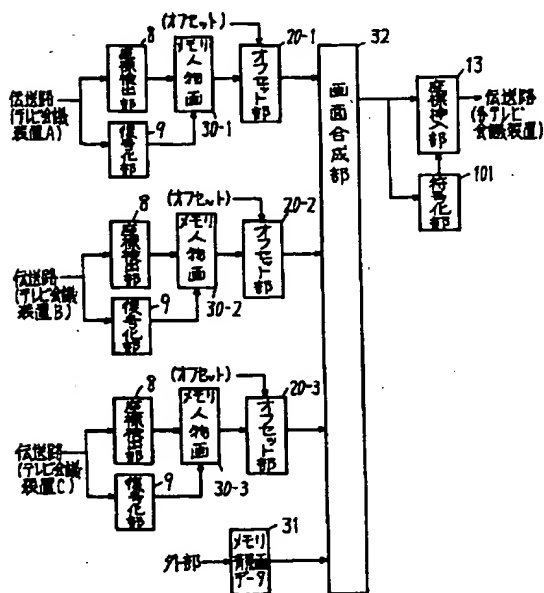 (オフセット)
8
座標検出部
メモリ
人物画
30-1
20-1
オフセット部
32
画面合成部
伝送路
(テレビ会議
装置A)
9
復号化部
13
座標挿入部
伝送路
(各テレビ
会議装置)
符号化部
101
(オフセット)
8
座標検出部
メモリ
人物画
30-2
20-2
オフセット部
伝送路
(テレビ会議
装置B)
9
復号化部
(オフセット)
8
座標検出部
メモリ
人物画
30-3
20-3
オフセット部
伝送路
(テレビ会議
装置C)
9
復号化部
外部
31
メモリ
背景画
データ